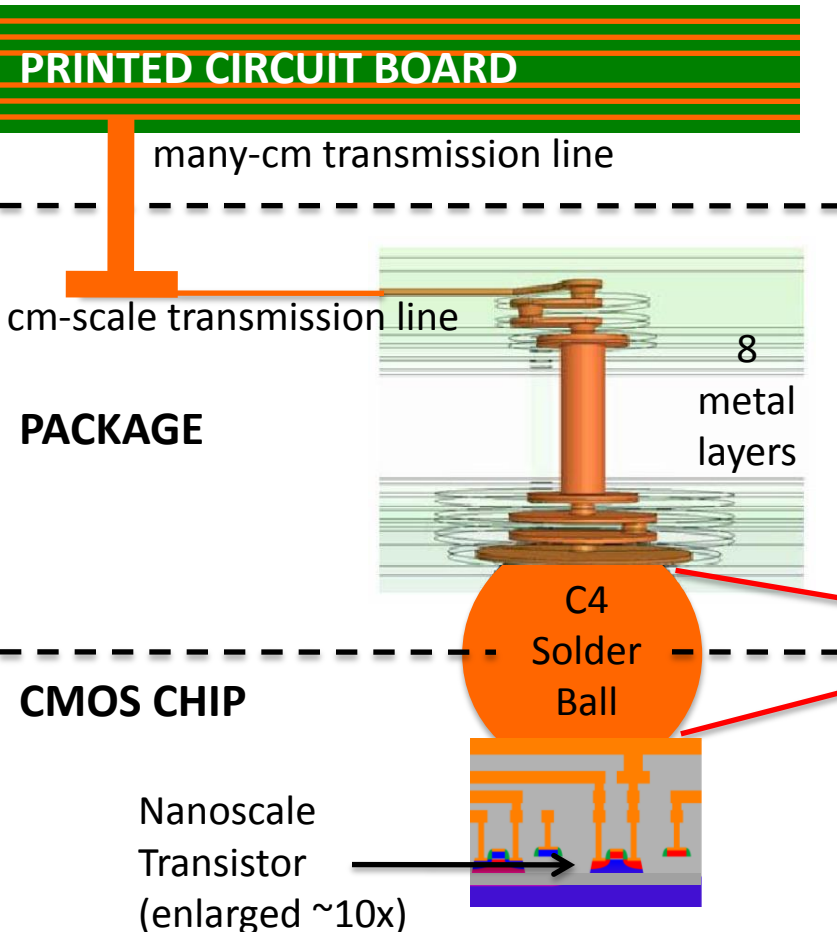 PRINTED CIRCUIT BOARD
many-cm transmission line
cm-scale transmission line
8
metal
layers
PACKAGE
C4
Solder
Ball
CMOS CHIP
Nanoscale
Transistor
(enlarged ~10x)